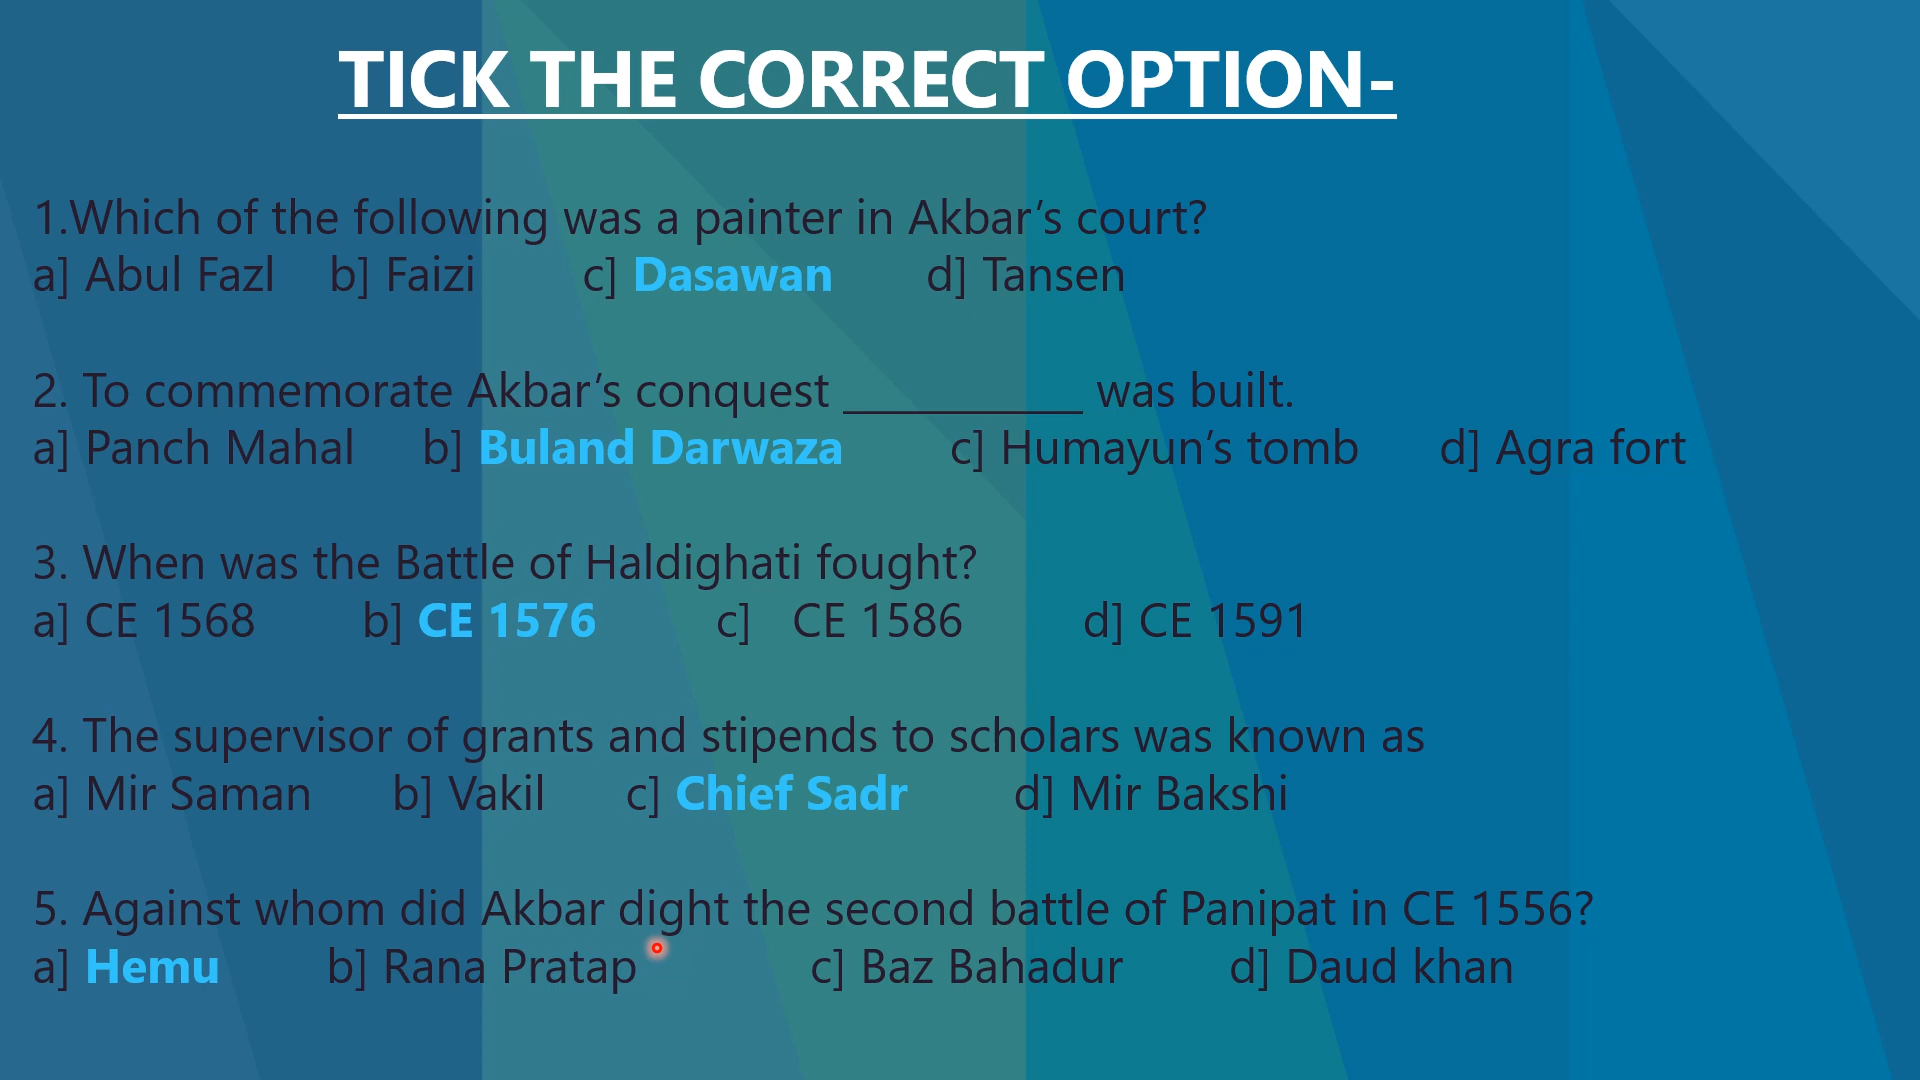 TICK THE CORRECT OPTION-
1.Which of the following was a painter in Akbar’s court?
a] Abul Fazl b] Faizi c] Dasawan d] Tansen
2. To commemorate Akbar’s conquest __________ was built.
a] Panch Mahal b] Buland Darwaza c] Humayun’s tomb d] Agra fort
3. When was the Battle of Haldighati fought?
a] CE 1568 b] CE 1576 c] CE 1586 d] CE 1591
4. The supervisor of grants and stipends to scholars was known as
a] Mir Saman b] Vakil c] Chief Sadr d] Mir Bakshi
5. Against whom did Akbar dight the second battle of Panipat in CE 1556?
a] Hemu b] Rana Pratap c] Baz Bahadur d] Daud khan